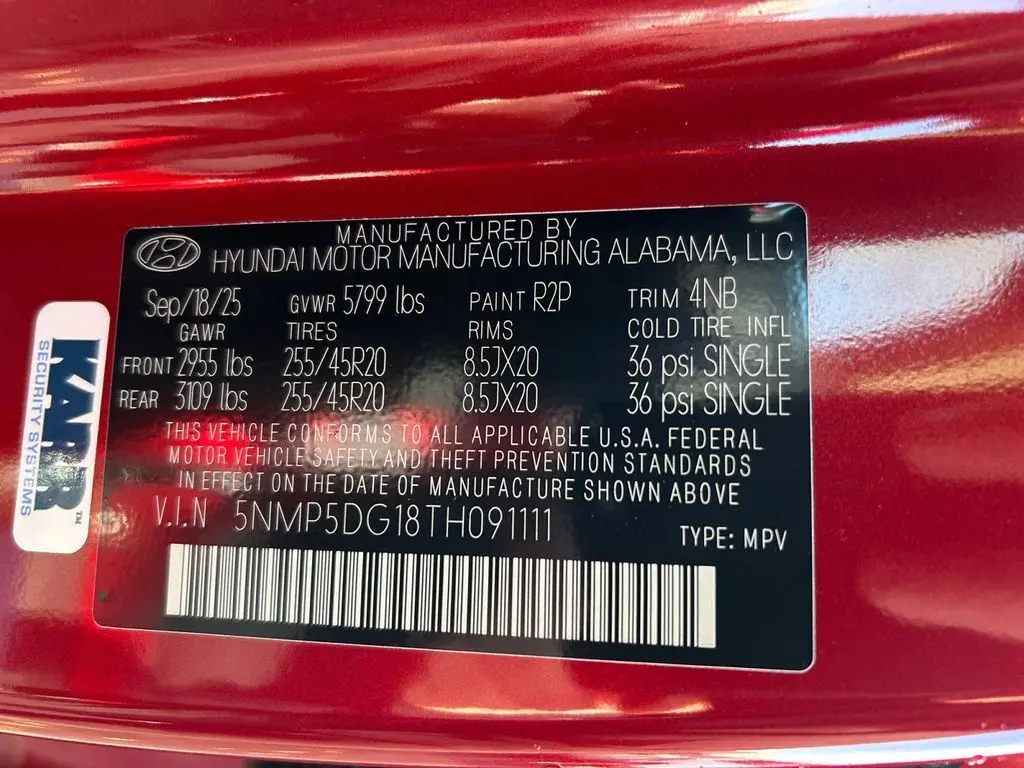 MANUFACTURED BY
HYUNDAI MOTOR MANUFACTURING ALABAMA, LLC
Sep/18/25 GVWR 5799 lbs PAINT R2P TRIM 4NB
GAWR TIRES RIMS COLD TIRE INFL
FRONT 2955 lbs 255/45R20 8.5JX20 36 psi SINGLE
REAR 3109 lbs 255/45R20 8.5JX20 36 psi SINGLE
THIS VEHICLE CONFORMS TO ALL APPLICABLE U.S.A. FEDERAL
MOTOR VEHICLE SAFETY AND THEFT PREVENTION STANDARDS
IN EFFECT ON THE DATE OF MANUFACTURE SHOWN ABOVE
V.I.N 5NMP5DG18TH091111 TYPE: MPV
KARR™
SECURITY SYSTEMS